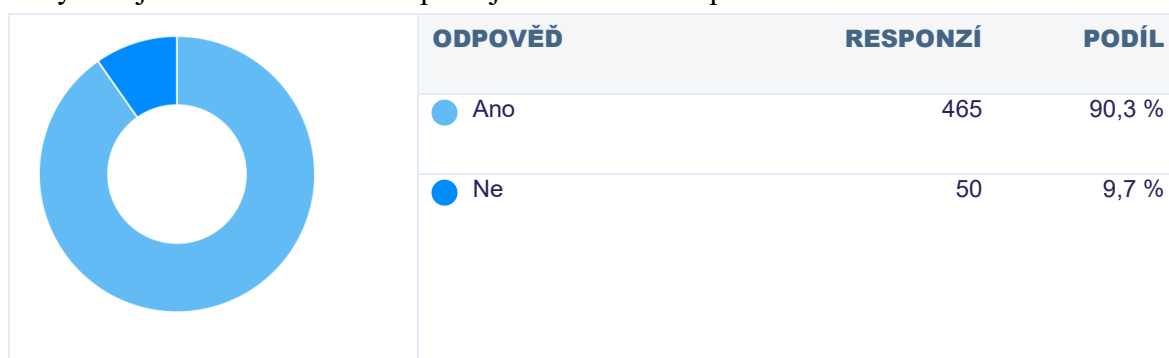 ODPOVĚĎ RESPONZÍ PODÍL
Ano 465 90,3 %
Ne 50 9,7 %